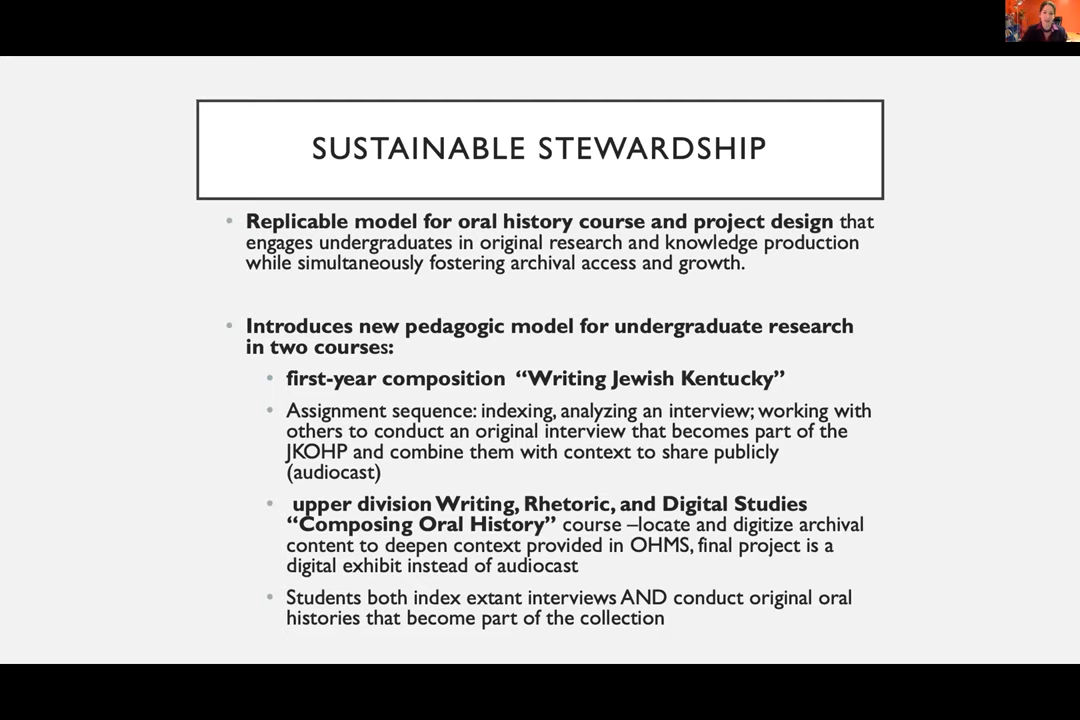 SUSTAINABLE STEWARDSHIP
• Replicable model for oral history course and project design that
engages undergraduates in original research and knowledge production
while simultaneously fostering archival access and growth.
• Introduces new pedagogic model for undergraduate research
in two courses:
• first-year composition “Writing Jewish Kentucky”
• Assignment sequence: indexing, analyzing an interview; working with
others to conduct an original interview that becomes part of the
JKOHP and combine them with context to share publicly
(audiocast)
• upper division Writing, Rhetoric, and Digital Studies
“Composing Oral History” course –locate and digitize archival
content to deepen context provided in OHMS, final project is a
digital exhibit instead of audiocast
• Students both index extant interviews AND conduct original oral
histories that become part of the collection